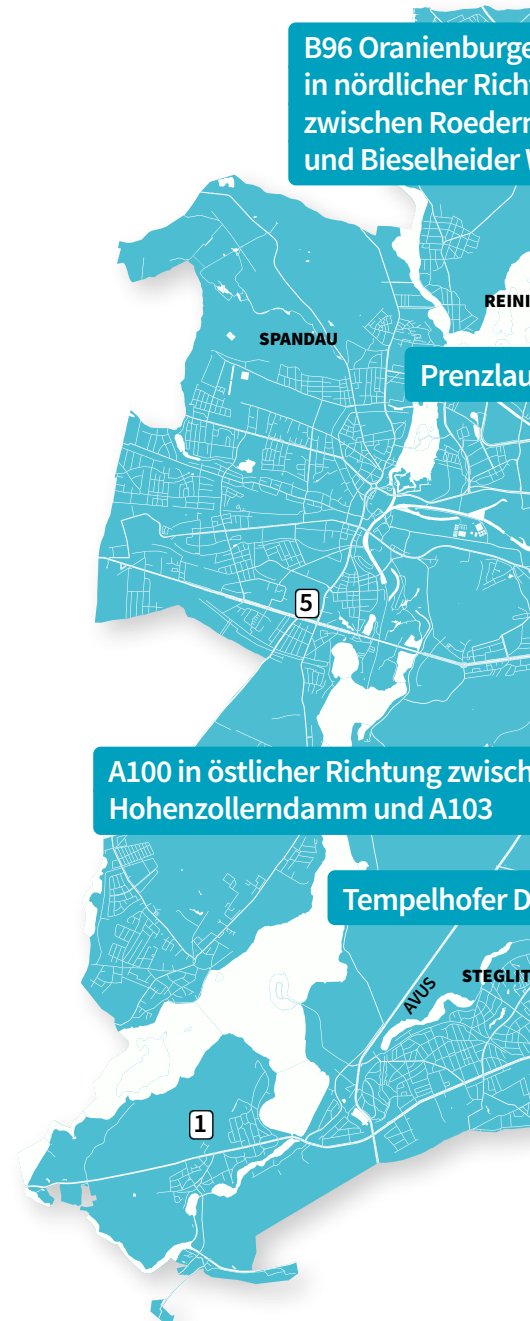 B96 Oranienburge
in nördlicher Rich
zwischen Roeder
und Bieselheider
REINI
SPANDAU
Prenzlau
5
A100 in östlicher Richtung zwisch
Hohenzollerndamm und A103
Tempelhofer D
AVUS
STEGLIT
1